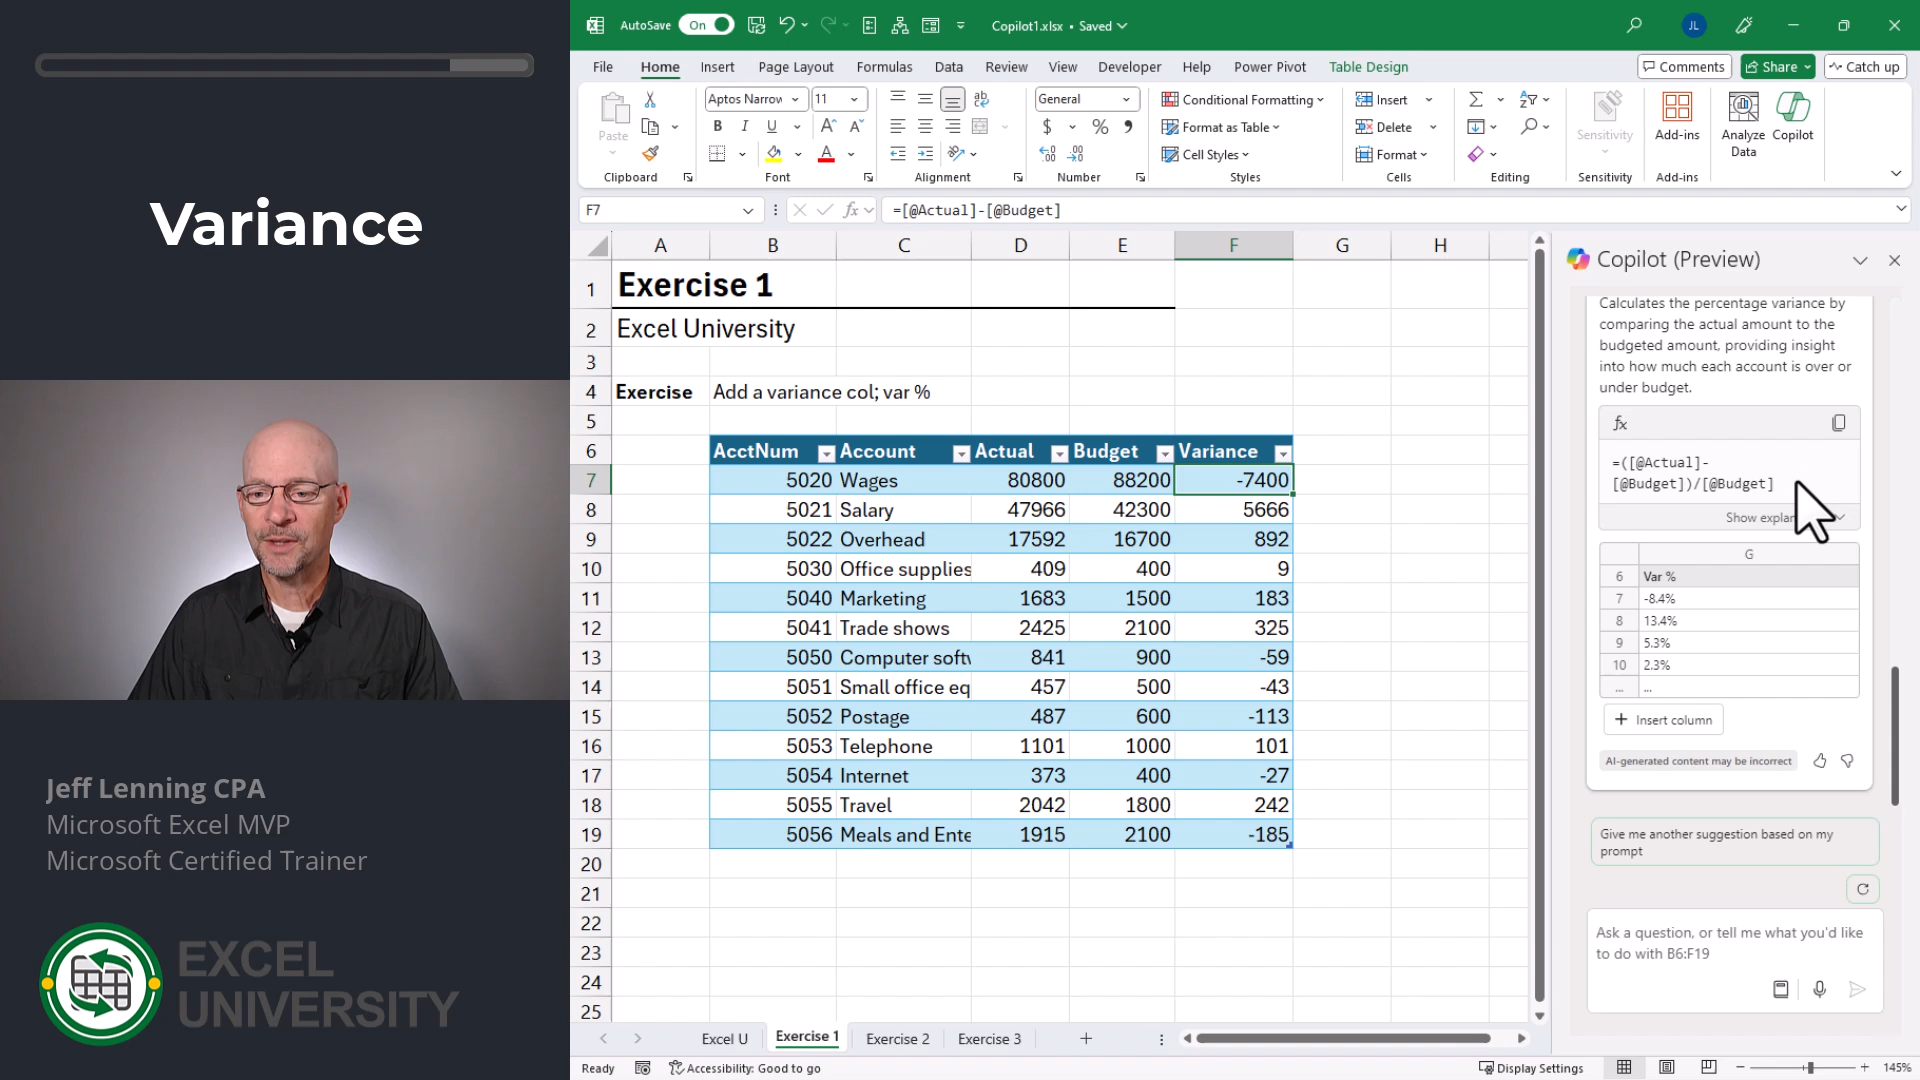 Variance
Jeff Lenning CPA
Microsoft Excel MVP
Microsoft Certified Trainer
EXCEL
UNIVERSITY
AutoSave On Copilot1.xlsx • Saved JL
File Home Insert Page Layout Formulas Data Review View Developer Help Power Pivot Table Design Comments Share Catch up
Paste
Clipboard
Aptos Narrow 11
B I U A A
A
Font
ab
Alignment
General
$ % 9
Number
Conditional Formatting
Format as Table
Cell Styles
Styles
Insert
Delete
Format
Cells
Editing
Sensitivity
Sensitivity
Add-ins
Add-ins
Analyze
Data
Copilot
F7 fx =[@Actual]-[@Budget]
A B C D E F G H
1 Exercise 1
2 Excel University
3
4 Exercise Add a variance col; var %
5
6 AcctNum Account Actual Budget Variance
7 5020 Wages 80800 88200 -7400
8 5021 Salary 47966 42300 5666
9 5022 Overhead 17592 16700 892
10 5030 Office supplies 409 400 9
11 5040 Marketing 1683 1500 183
12 5041 Trade shows 2425 2100 325
13 5050 Computer softw 841 900 -59
14 5051 Small office eq 457 500 -43
15 5052 Postage 487 600 -113
16 5053 Telephone 1101 1000 101
17 5054 Internet 373 400 -27
18 5055 Travel 2042 1800 242
19 5056 Meals and Ente 1915 2100 -185
20
21
22
23
24
25
Excel U Exercise 1 Exercise 2 Exercise 3
Ready Accessibility: Good to go Display Settings 145%
Copilot (Preview)
Calculates the percentage variance by
comparing the actual amount to the
budgeted amount, providing insight
into how much each account is over or
under budget.
fx
=([@Actual]-
[@Budget])/[@Budget]
Show explan
G
6 Var %
7 -8.4%
8 13.4%
9 5.3%
10 2.3%
... ...
+ Insert column
AI-generated content may be incorrect
Give me another suggestion based on my
prompt
Ask a question, or tell me what you'd like
to do with B6:F19